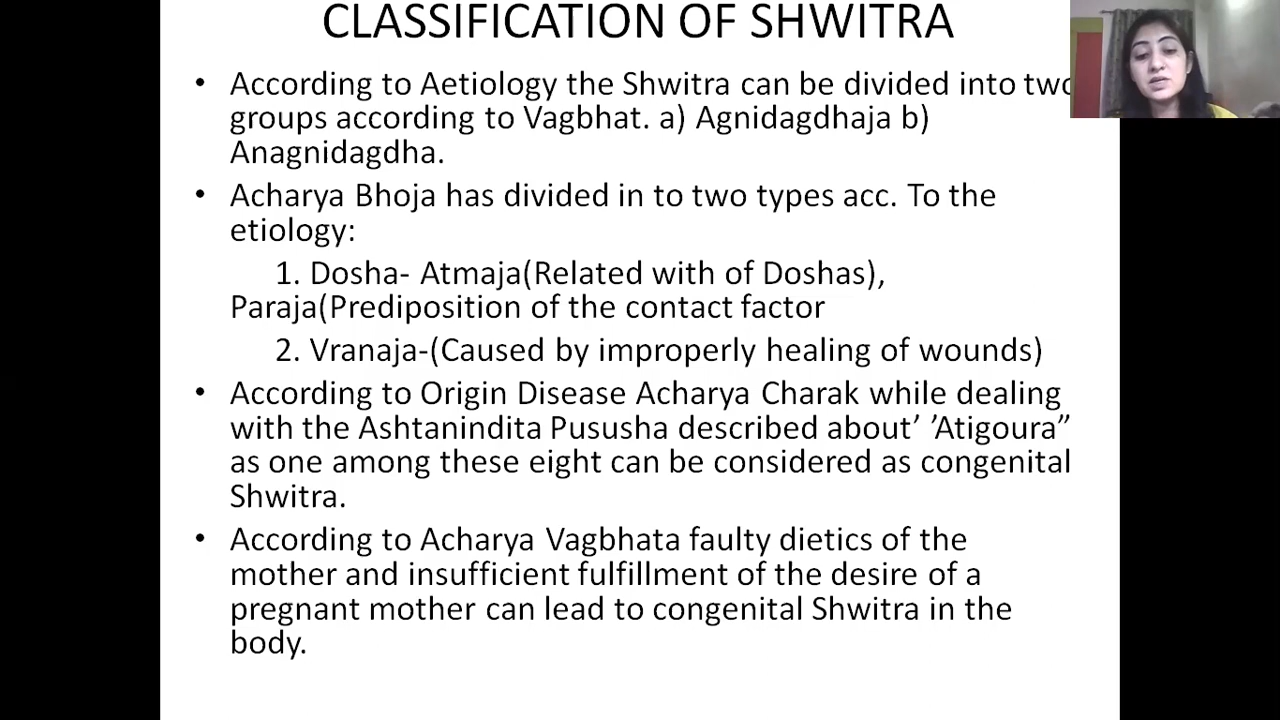 CLASSIFICATION OF SHWITRA
• According to Aetiology the Shwitra can be divided into two
groups according to Vagbhat. a) Agnidagdhaja b)
Anagnidagdha.
• Acharya Bhoja has divided in to two types acc. To the
etiology:
1. Dosha- Atmaja(Related with of Doshas),
Paraja(Prediposition of the contact factor
2. Vranaja-(Caused by improperly healing of wounds)
• According to Origin Disease Acharya Charak while dealing
with the Ashtanindita Pususha described about’ ’Atigoura”
as one among these eight can be considered as congenital
Shwitra.
• According to Acharya Vagbhata faulty dietics of the
mother and insufficient fulfillment of the desire of a
pregnant mother can lead to congenital Shwitra in the
body.